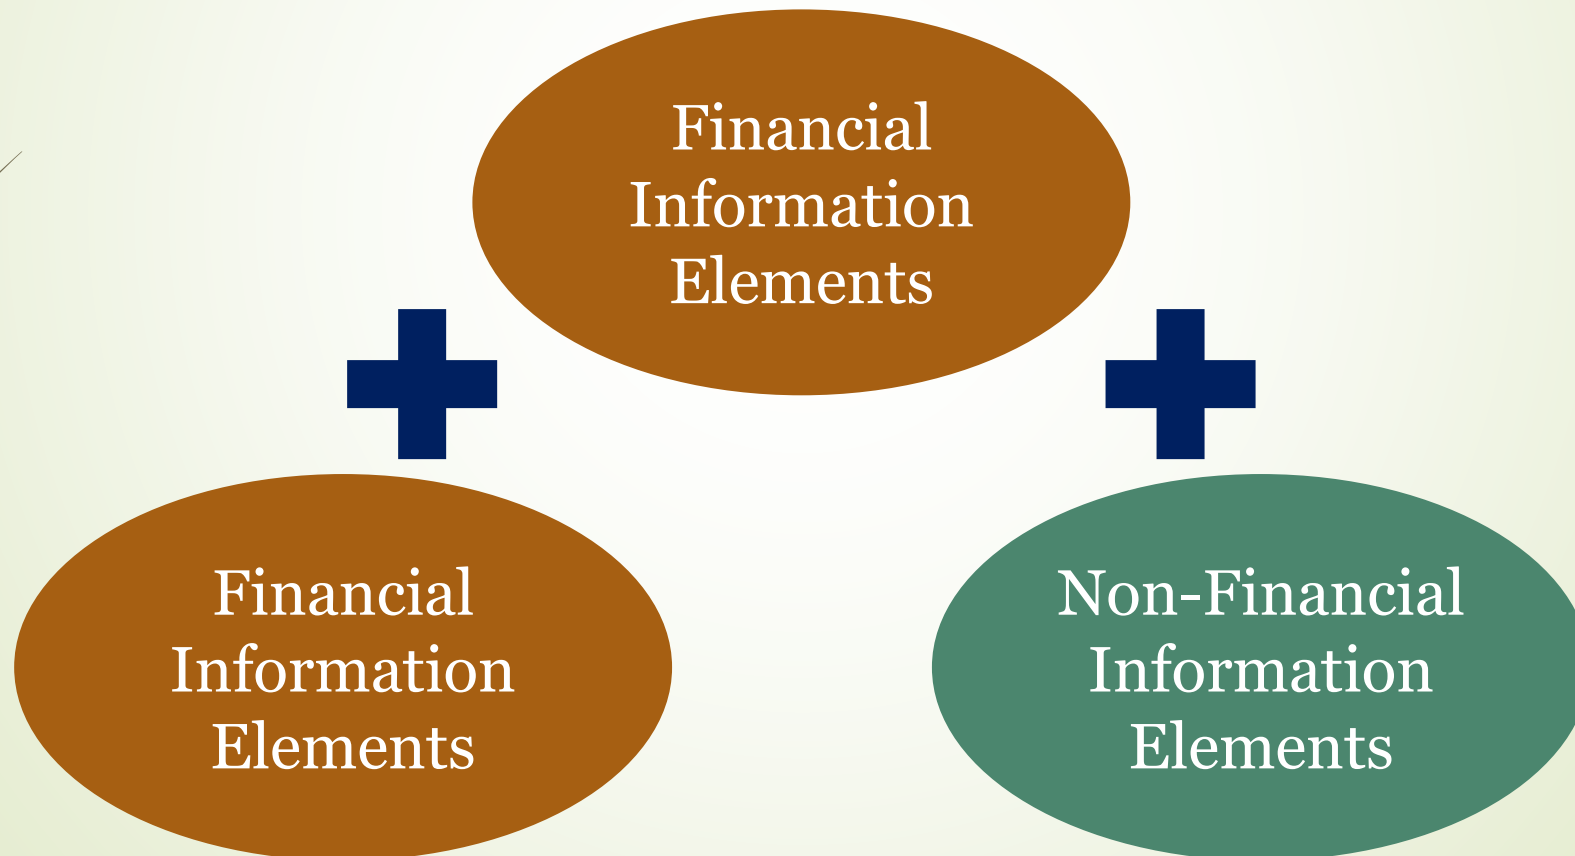 Financial
Information
Elements
Financial
Information
Elements
Non-Financial
Information
Elements